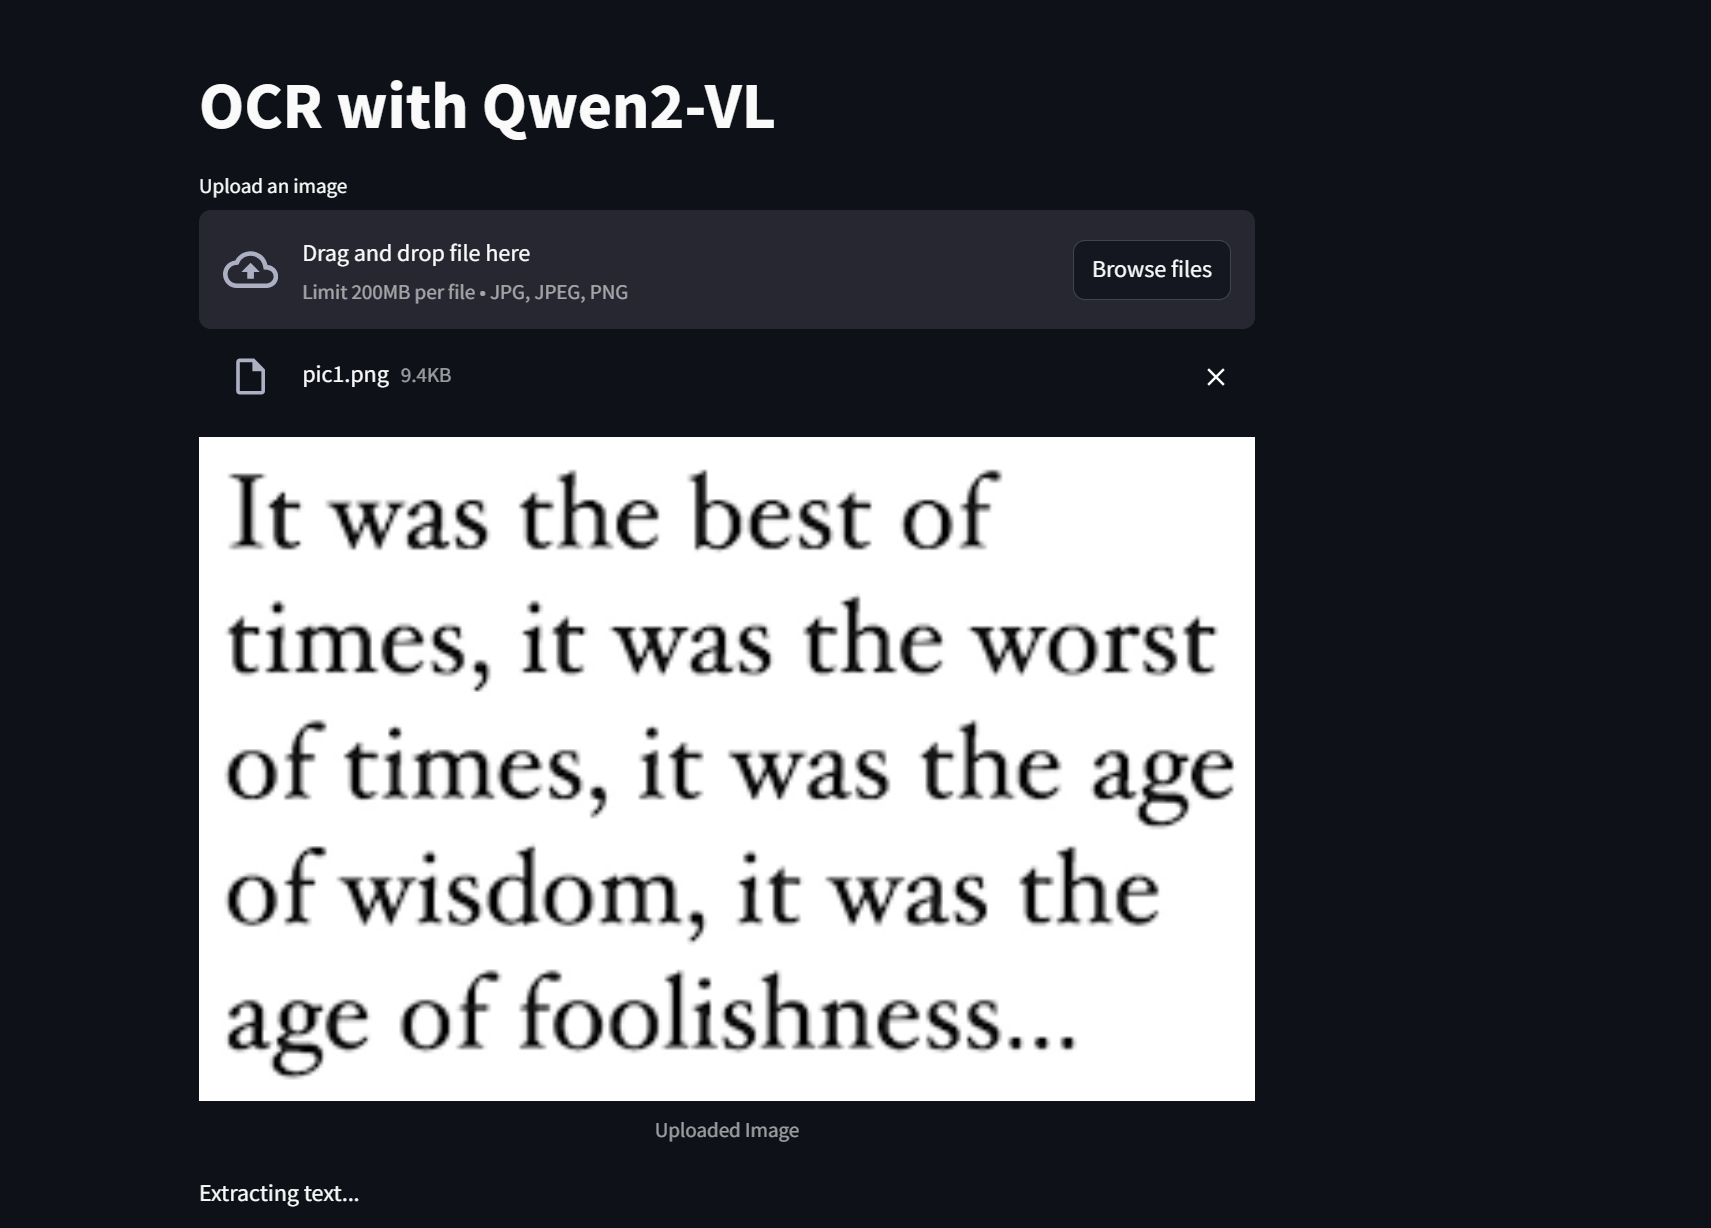 OCR with Qwen2-VL
Upload an image
Drag and drop file here
Limit 200MB per file • JPG, JPEG, PNG
Browse files
pic1.png 9.4KB
It was the best of
times, it was the worst
of times, it was the age
of wisdom, it was the
age of foolishness...
Uploaded Image
Extracting text...